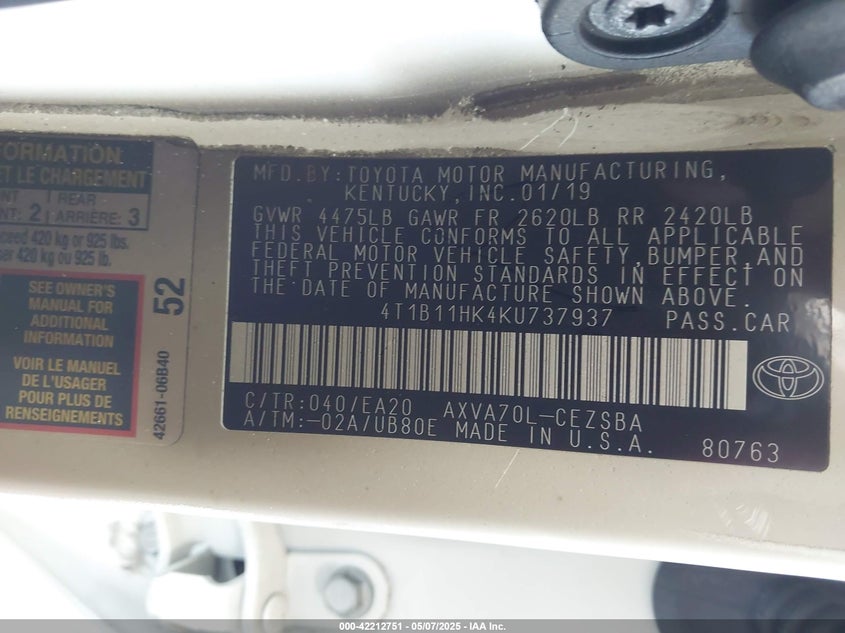 FORMATION
ET LE CHARGEMENT
REAR
2 ARRIÈRE: 3
420 kg or 925 lbs.
420 kg ou 925 lb.
SEE OWNER'S
MANUAL FOR
ADDITIONAL
INFORMATION
VOIR LE MANUEL
DE L'USAGER
POUR PLUS DE
RENSEIGNEMENTS
52
42661-06B40
MFD.BY:TOYOTA MOTOR MANUFACTURING,
KENTUCKY,INC.01/19
GVWR 4475LB GAWR FR 2620LB RR 2420LB
THIS VEHICLE CONFORMS TO ALL APPLICABLE
FEDERAL MOTOR VEHICLE SAFETY,BUMPER,AND
THEFT PREVENTION STANDARDS IN EFFECT ON
THE DATE OF MANUFACTURE SHOWN ABOVE.
4T1B11HK4KU737937 PASS.CAR
C/TR:040/EA20 AXVA70L-CEZSBA
A/TM:-02A/UB80E MADE IN U.S.A. 80763
000-42212751 - 05/07/2025 - IAA Inc.